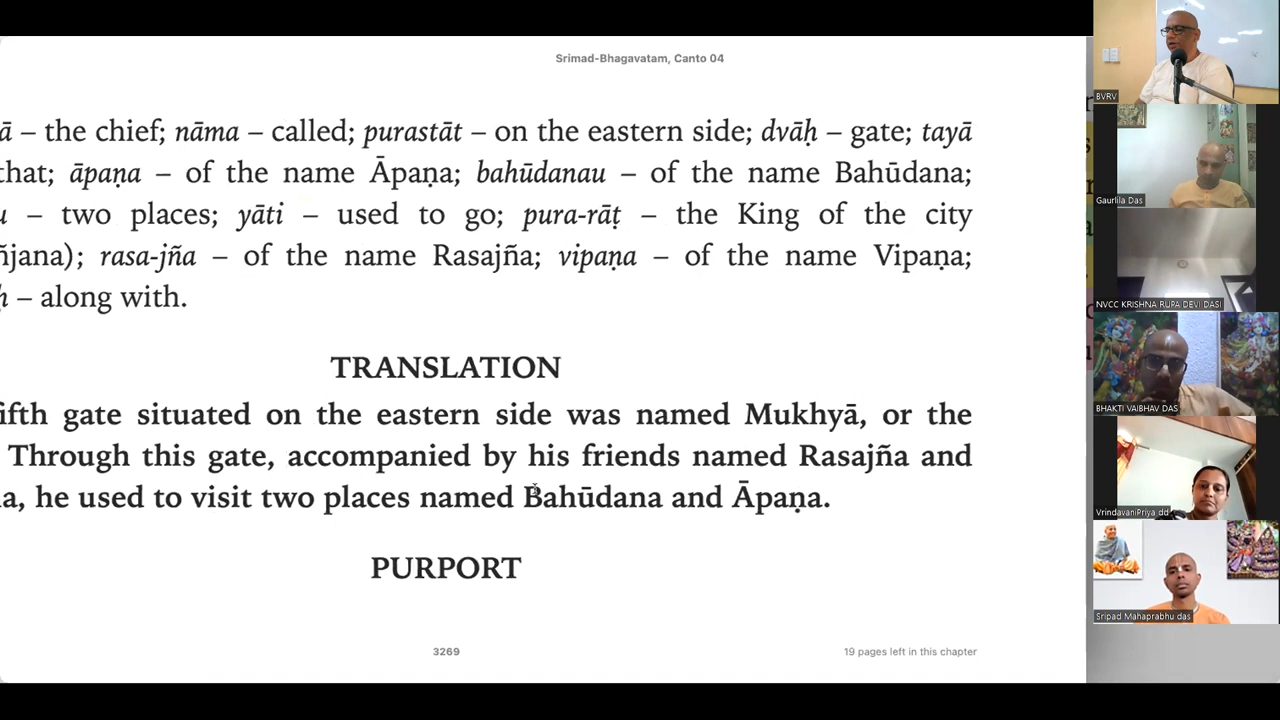 Srimad-Bhagavatam, Canto 04
ā – the chief; nāma – called; purastāt – on the eastern side; dvāḥ – gate; tayā
that; āpaṇa – of the name Āpaṇa; bahūdanau – of the name Bahūdana;
u – two places; yāti – used to go; pura-rāṭ – the King of the city
ñjana); rasa-jña – of the name Rasajña; vipaṇa – of the name Vipaṇa;
ḥ – along with.
TRANSLATION
ifth gate situated on the eastern side was named Mukhyā, or the
Through this gate, accompanied by his friends named Rasajña and
a, he used to visit two places named Bahūdana and Āpaṇa.
PURPORT
3269
19 pages left in this chapter
BVRV
Gaurlila Das
NVCC KRISHNA RUPA DEVI DASI
BHAKTI VAIBHAV DAS
VrindavaniPriya dd
Sripad Mahaprabhu das